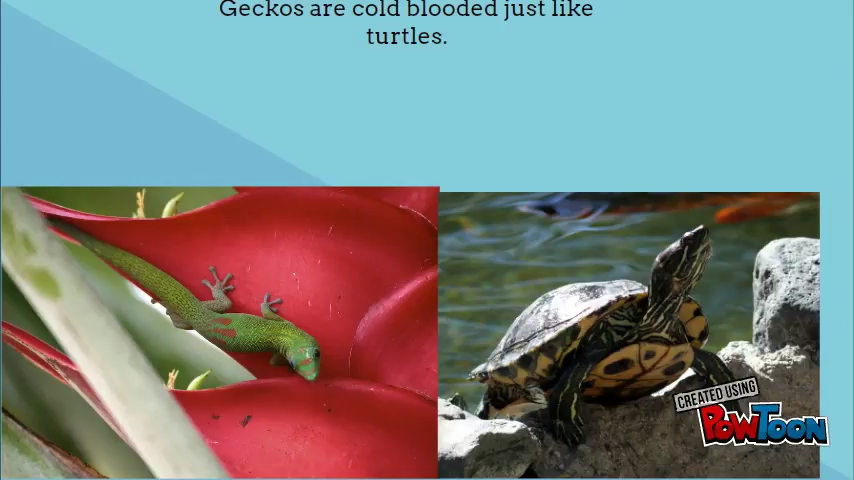 Geckos are cold blooded just like
turtles.
CREATED USING
POWTOON